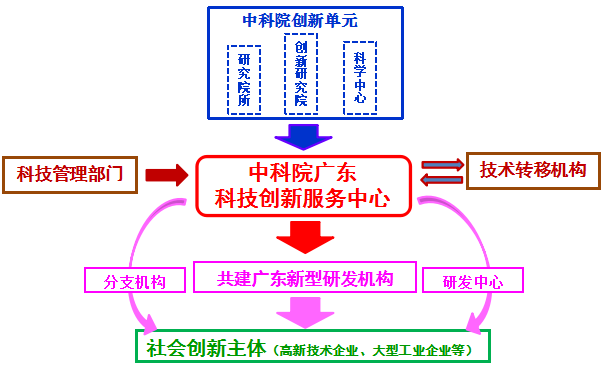 中科院创新单元
研究院所
创新研究院
科学中心
科技管理部门
中科院广东
科技创新服务中心
技术转移机构
分支机构
共建广东新型研发机构
研发中心
社会创新主体（高新技术企业、大型工业企业等）